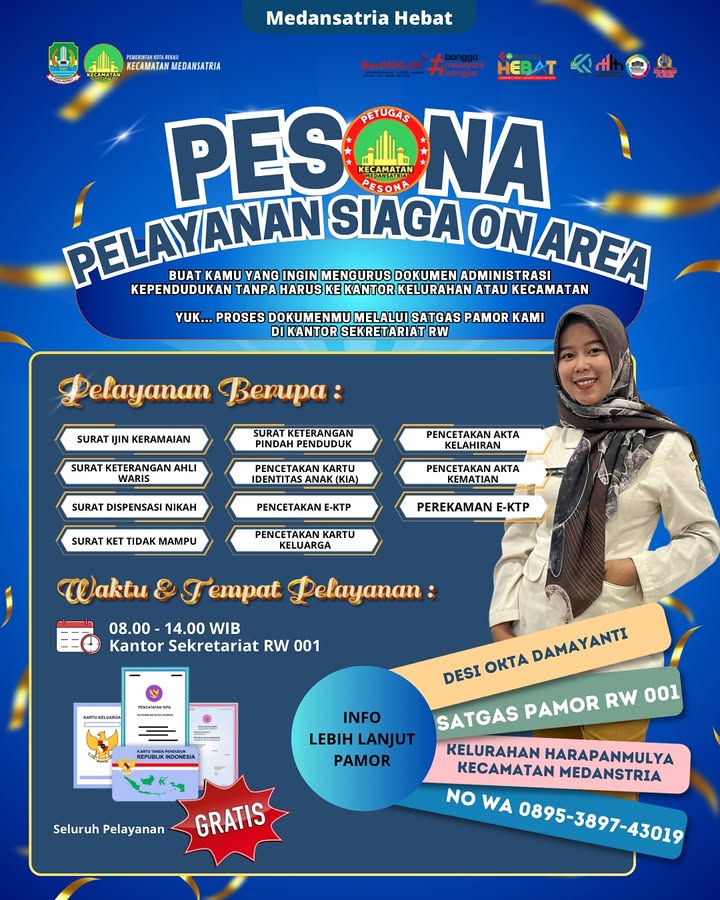 Medansatria Hebat
PEMERINTAH KOTA BEKASI
KECAMATAN MEDANSATRIA
KECAMATAN
bangga
melayani
bangsa
HEBAT
PESONA
PETUGAS
KECAMATAN
MEDANSATRIA
PESONA
PELAYANAN SIAGA ON AREA
BUAT KAMU YANG INGIN MENGURUS DOKUMEN ADMINISTRASI
KEPENDUDUKAN TANPA HARUS KE KANTOR KELURAHAN ATAU KECAMATAN
YUK... PROSES DOKUMENMU MELALUI SATGAS PAMOR KAMI
DI KANTOR SEKRETARIAT RW
Pelayanan Berupa :
SURAT IJIN KERAMAIAN
SURAT KETERANGAN AHLI
WARIS
SURAT DISPENSASI NIKAH
SURAT KET TIDAK MAMPU
SURAT KETERANGAN
PINDAH PENDUDUK
PENCETAKAN KARTU
IDENTITAS ANAK (KIA)
PENCETAKAN E-KTP
PENCETAKAN KARTU
KELUARGA
PENCETAKAN AKTA
KELAHIRAN
PENCETAKAN AKTA
KEMATIAN
PEREKAMAN E-KTP
Waktu & Tempat Pelayanan :
08.00 - 14.00 WIB
Kantor Sekretariat RW 001
KARTU KELUARGA
PENCATATAN SIPIL
KARTU TANDA PENDUDUK
REPUBLIK INDONESIA
Seluruh Pelayanan
GRATIS
INFO
LEBIH LANJUT
PAMOR
DESI OKTA DAMAYANTI
SATGAS PAMOR RW 001
KELURAHAN HARAPANMULYA
KECAMATAN MEDANSTRIA
NO WA 0895-3897-43019